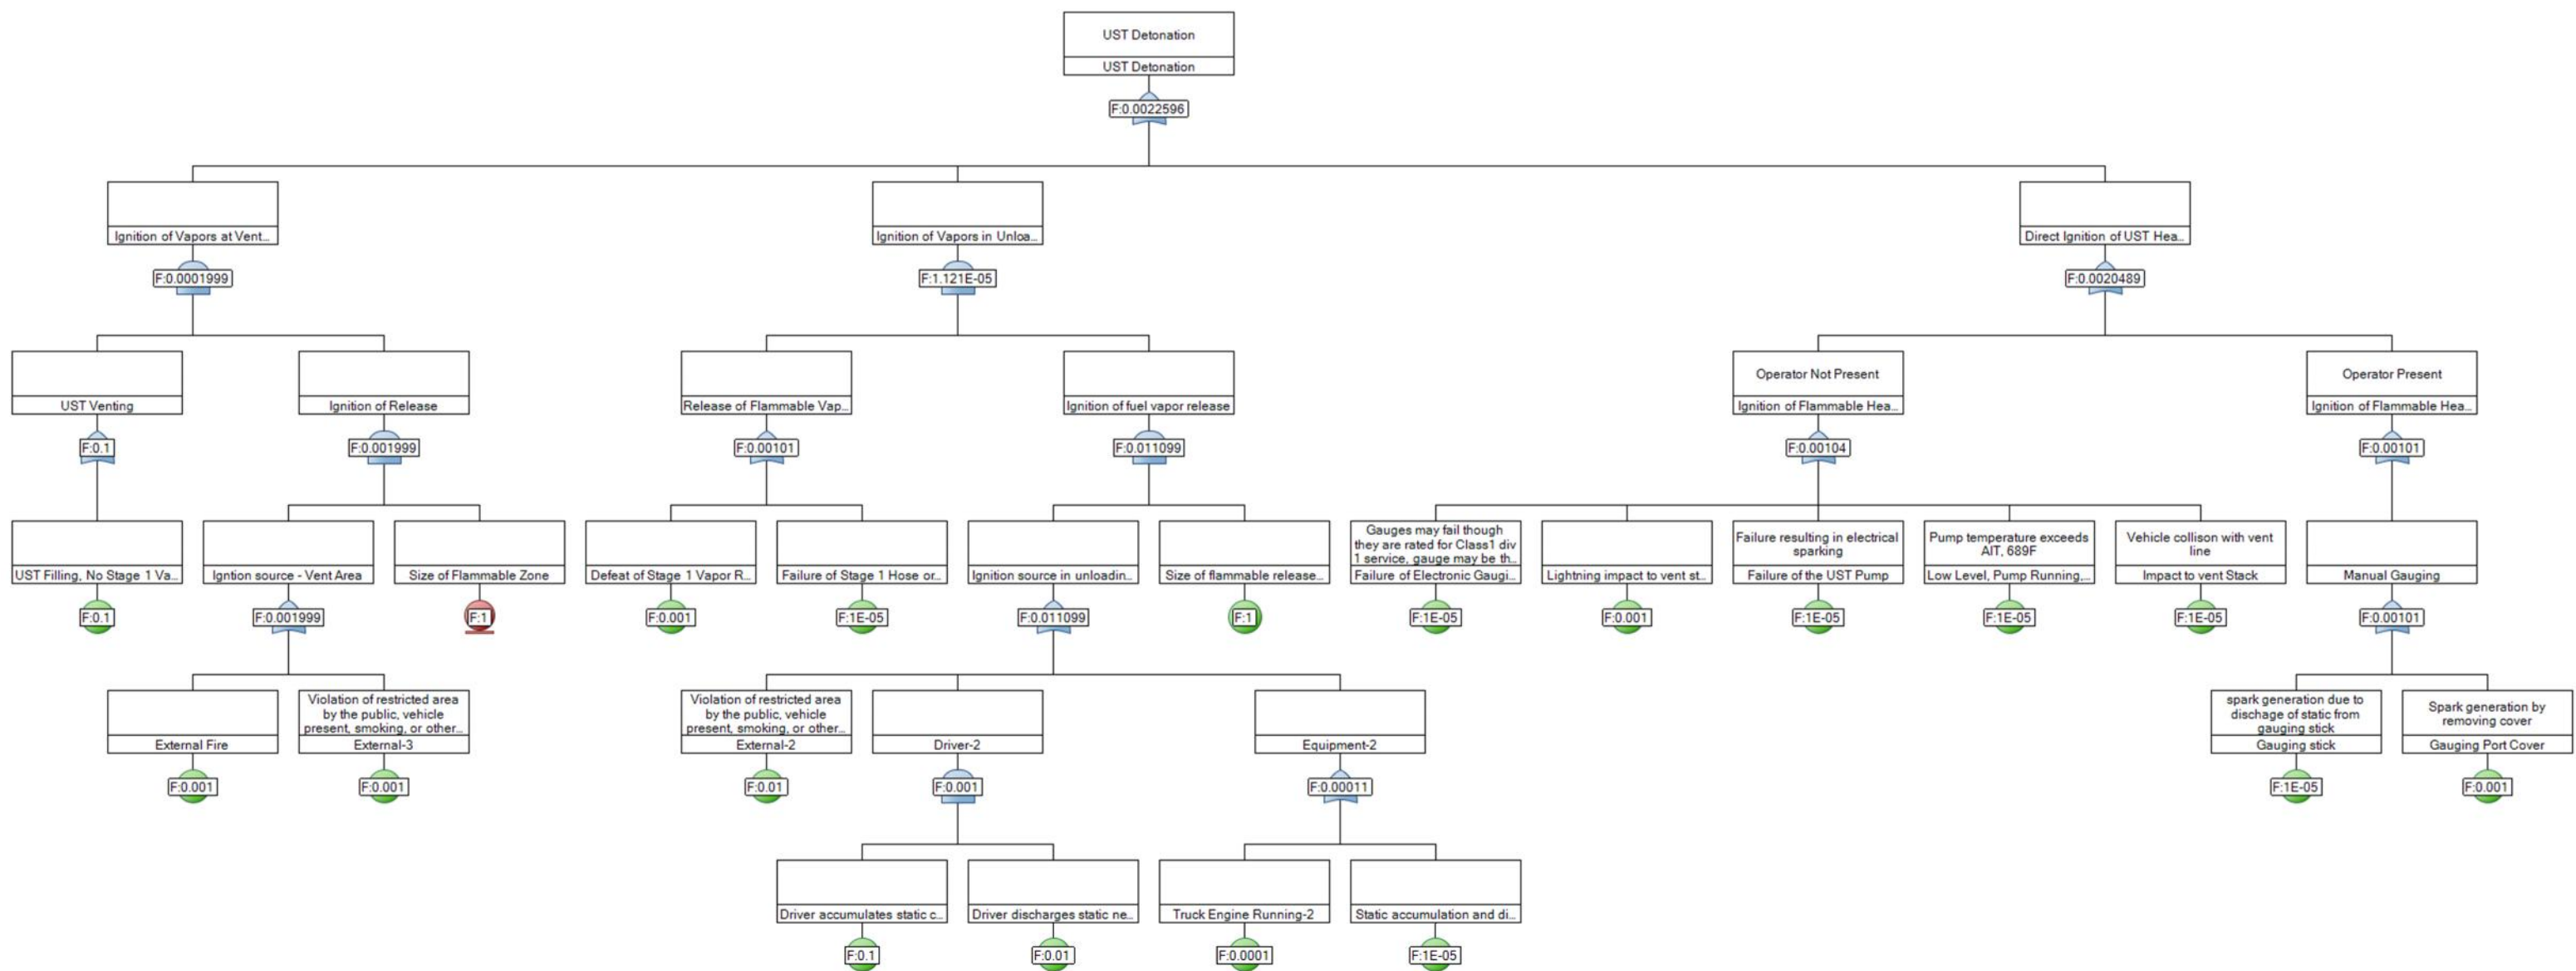 UST Detonation
UST Detonation
F:0.0022596
Ignition of Vapors at Vent...
F:0.0001999
Ignition of Vapors in Unloa...
F:1.121E-05
Direct Ignition of UST Hea...
F:0.0020489
UST Venting
F:0.1
Ignition of Release
F:0.001999
Release of Flammable Vap...
F:0.00101
Ignition of fuel vapor release
F:0.011099
Operator Not Present
Ignition of Flammable Hea...
F:0.00104
Operator Present
Ignition of Flammable Hea...
F:0.00101
UST Filling, No Stage 1 Va...
F:0.1
Igntion source - Vent Area
F:0.001999
Size of Flammable Zone
F:1
Defeat of Stage 1 Vapor R...
F:0.001
Failure of Stage 1 Hose or...
F:1E-05
Ignition source in unloadin...
F:0.011099
Size of flammable release...
F:1
Gauges may fail though
they are rated for Class1 div
1 service, gauge may be th...
Failure of Electronic Gaugi...
F:1E-05
Lightning impact to vent st...
F:0.001
Failure resulting in electrical
sparking
Failure of the UST Pump
F:1E-05
Pump temperature exceeds
AIT, 689F
Low Level, Pump Running,...
F:1E-05
Vehicle collison with vent
line
Impact to vent Stack
F:1E-05
Manual Gauging
F:0.00101
External Fire
F:0.001
Violation of restricted area
by the public, vehicle
present, smoking, or other...
External-3
F:0.001
Violation of restricted area
by the public, vehicle
present, smoking, or other...
External-2
F:0.01
Driver-2
F:0.001
Equipment-2
F:0.00011
spark generation due to
dischage of static from
gauging stick
Gauging stick
F:1E-05
Spark generation by
removing cover
Gauging Port Cover
F:0.001
Driver accumulates static c...
F:0.1
Driver discharges static ne...
F:0.01
Truck Engine Running-2
F:0.0001
Static accumulation and di...
F:1E-05